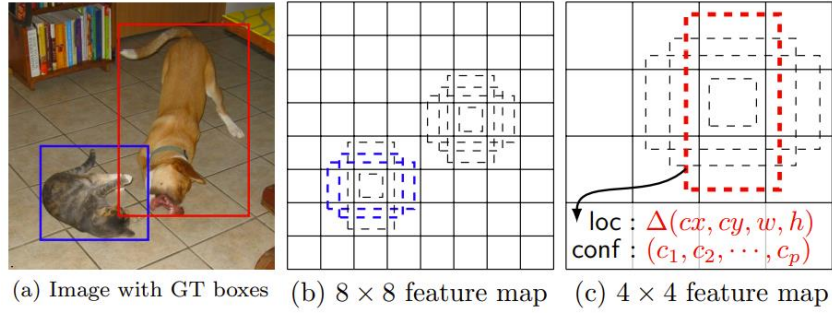 loc : Δ(cx, cy, w, h)
conf : (c₁, c₂, ⋯, cₚ)
(a) Image with GT boxes
(b) 8 × 8 feature map
(c) 4 × 4 feature map